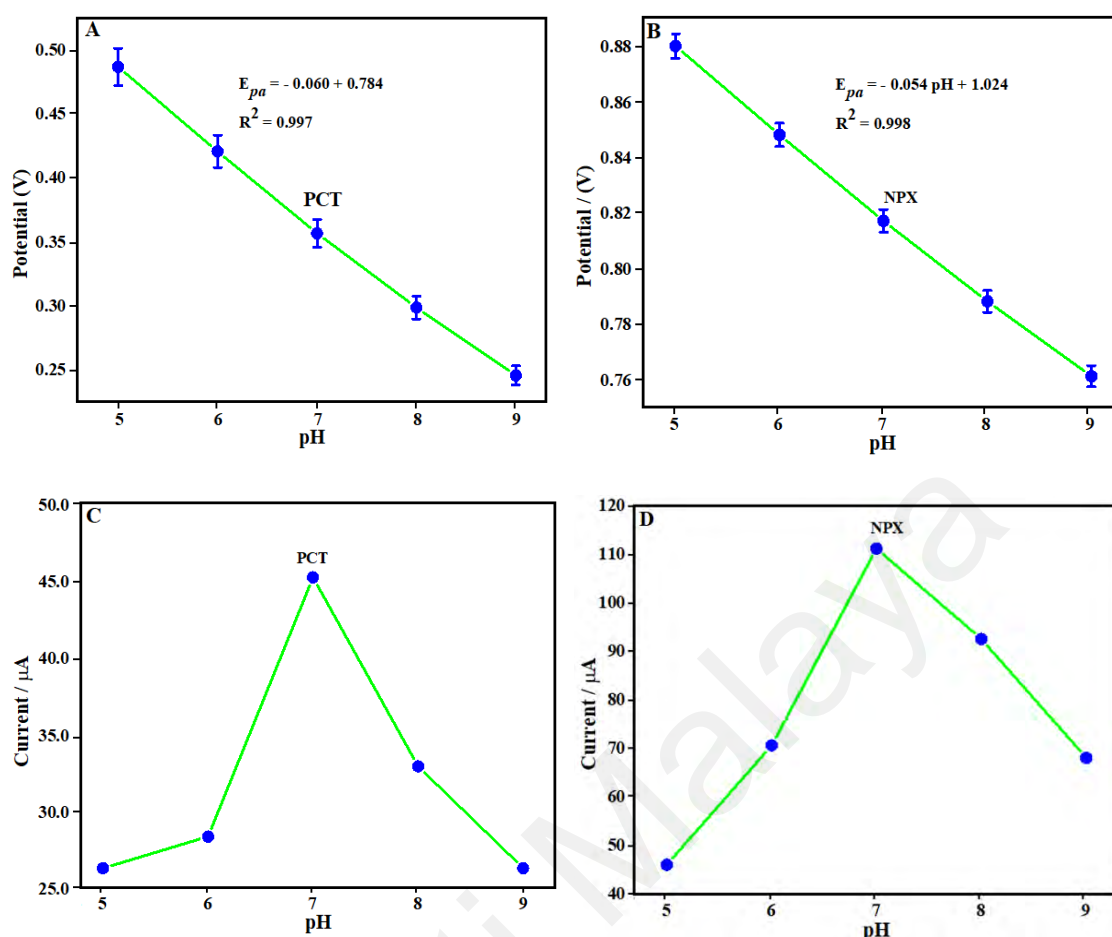 A
E pa = - 0.060 + 0.784
R² = 0.997
PCT
Potential (V)
0.50
0.45
0.40
0.35
0.30
0.25
5 6 7 8 9
pH
B
E pa = - 0.054 pH + 1.024
R² = 0.998
NPX
Potential / (V)
0.88
0.86
0.84
0.82
0.80
0.78
0.76
5 6 7 8 9
pH
C
PCT
Current / µA
50.0
45.0
40.0
35.0
30.0
25.0
5 6 7 8 9
pH
D
NPX
Current / µA
120
110
100
90
80
70
60
50
40
5 6 7 8 9
pH
Malaya